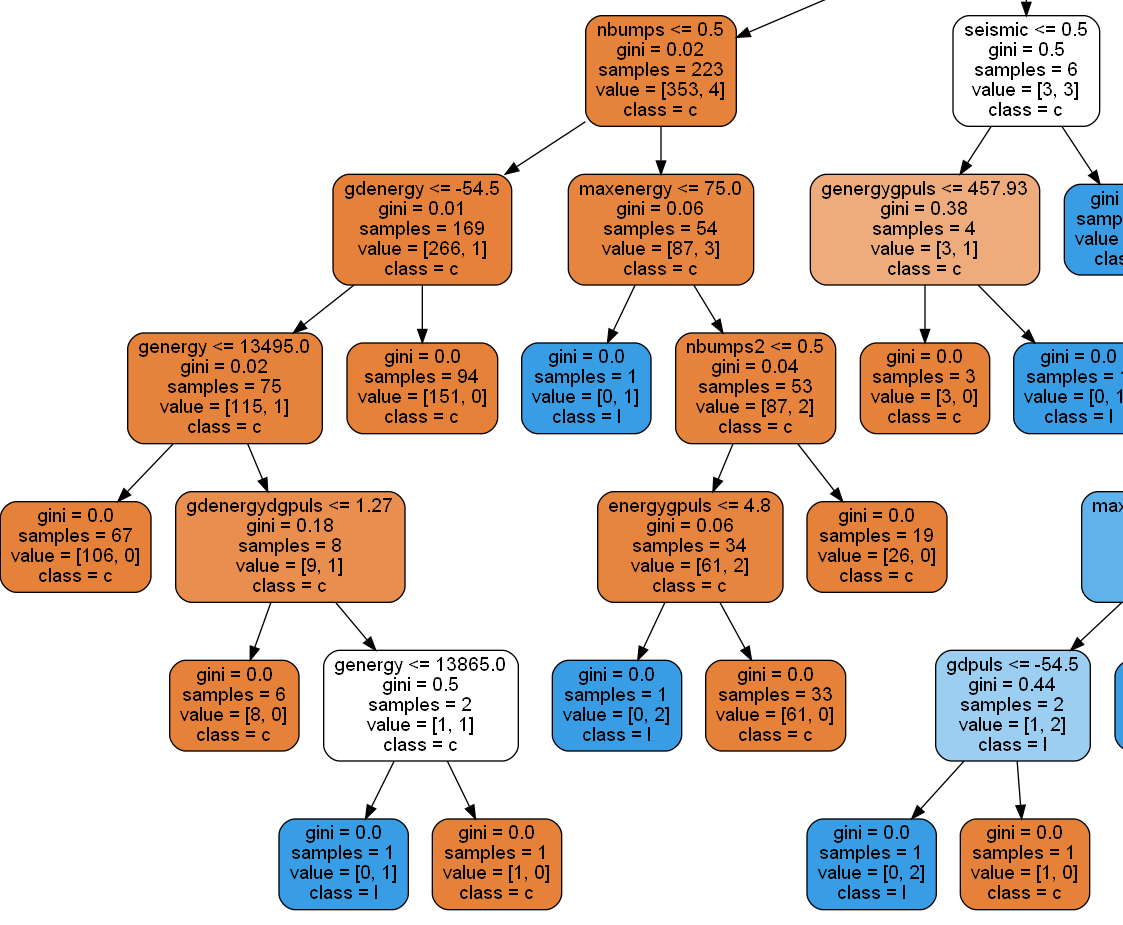 nbumps <= 0.5
gini = 0.02
samples = 223
value = [353, 4]
class = c
seismic <= 0.5
gini = 0.5
samples = 6
value = [3, 3]
class = c
gdenergy <= -54.5
gini = 0.01
samples = 169
value = [266, 1]
class = c
maxenergy <= 75.0
gini = 0.06
samples = 54
value = [87, 3]
class = c
genergygpuls <= 457.93
gini = 0.38
samples = 4
value = [3, 1]
class = c
gini
value
genergy <= 13495.0
gini = 0.02
samples = 75
value = [115, 1]
class = c
gini = 0.0
samples = 94
value = [151, 0]
class = c
gini = 0.0
samples = 1
value = [0, 1]
class = l
nbumps2 <= 0.5
gini = 0.04
samples = 53
value = [87, 2]
class = c
gini = 0.0
samples = 3
value = [3, 0]
class = c
gini = 0.0
samples =
value = [0, 1
class = l
gini = 0.0
samples = 67
value = [106, 0]
class = c
gdenergydgpuls <= 1.27
gini = 0.18
samples = 8
value = [9, 1]
class = c
energygpuls <= 4.8
gini = 0.06
samples = 34
value = [61, 2]
class = c
gini = 0.0
samples = 19
value = [26, 0]
class = c
max
gini = 0.0
samples = 6
value = [8, 0]
class = c
genergy <= 13865.0
gini = 0.5
samples = 2
value = [1, 1]
class = c
gini = 0.0
samples = 1
value = [0, 2]
class = l
gini = 0.0
samples = 33
value = [61, 0]
class = c
gdpuls <= -54.5
gini = 0.44
samples = 2
value = [1, 2]
class = l
gini = 0.0
samples = 1
value = [0, 1]
class = l
gini = 0.0
samples = 1
value = [1, 0]
class = c
gini = 0.0
samples = 1
value = [0, 2]
class = l
gini = 0.0
samples = 1
value = [1, 0]
class = c